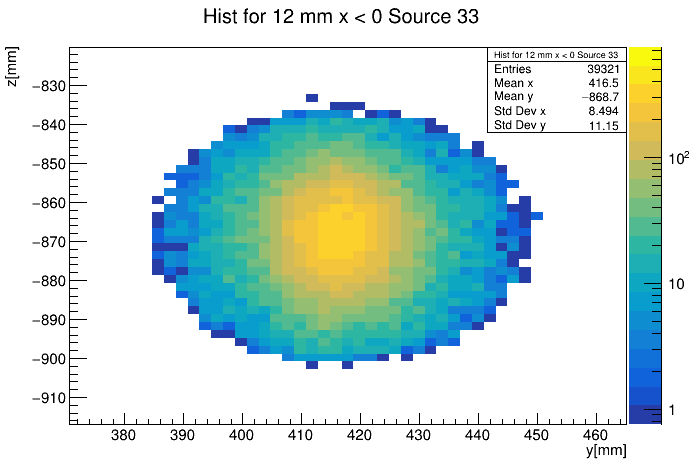 Hist for 12 mm x < 0 Source 33
Hist for 12 mm x < 0 Source 33
Entries 39321
Mean x 416.5
Mean y −868.7
Std Dev x 8.494
Std Dev y 11.15
z[mm]
−830
−840
−850
−860
−870
−880
−890
−900
−910
380 390 400 410 420 430 440 450 460
y[mm]
10²
10
1